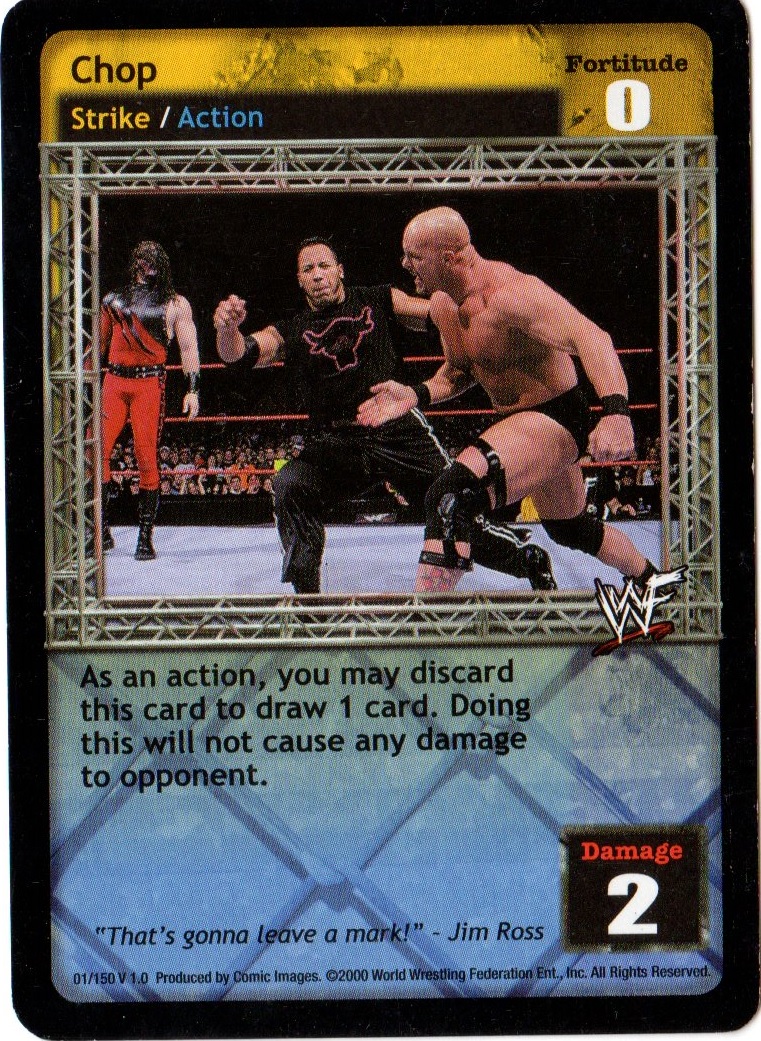 Chop
Fortitude
0
Strike / Action
WF
As an action, you may discard
this card to draw 1 card. Doing
this will not cause any damage
to opponent.
Damage
2
"That's gonna leave a mark!" - Jim Ross
01/150 V 1.0 Produced by Comic Images. ©2000 World Wrestling Federation Ent., Inc. All Rights Reserved.